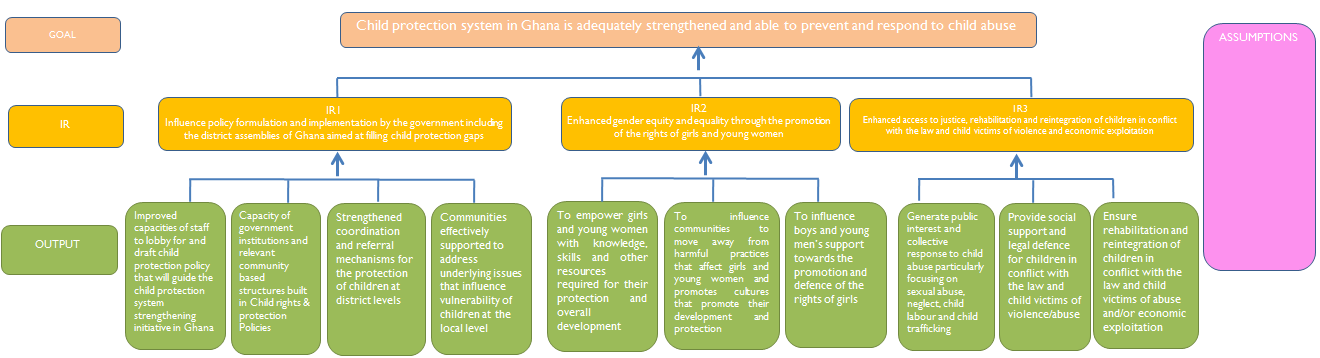 GOAL
Child protection system in Ghana is adequately strengthened and able to prevent and respond to child abuse
ASSUMPTIONS
IR
IR1
Influence policy formulation and implementation by the government including
the district assemblies of Ghana aimed at filling child protection gaps
IR2
Enhanced gender equity and equality through the promotion
of the rights of girls and young women
IR3
Enhanced access to justice, rehabilitation and reintegration of children in conflict
with the law and child victims of violence and economic exploitation
OUTPUT
Improved
capacities of staff
to lobby for and
draft child
protection policy
that will guide the
child protection
system
strengthening
initiative in Ghana
Capacity of
government
institutions and
relevant
community
based
structures built
in Child rights &
protection
Policies
Strengthened
coordination
and referral
mechanisms for
the protection
of children at
district levels
Communities
effectively
supported to
address
underlying issues
that influence
vulnerability of
children at the
local level
To empower girls
and young women
with knowledge,
skills and other
resources
required for their
protection and
overall
development
To influence
communities to
move away from
harmful practices
that affect girls and
young women and
promotes cultures
that promote their
development and
protection
To influence
boys and young
men's support
towards the
promotion and
defence of the
rights of girls
Generate public
interest and
collective
response to child
abuse particularly
focusing on
sexual abuse,
neglect, child
labour and child
trafficking
Provide social
support and
legal defence
for children in
conflict with
the law and
child victims of
violence/abuse
Ensure
rehabilitation and
reintegration of
children in
conflict with the
law and child
victims of abuse
and/or economic
exploitation